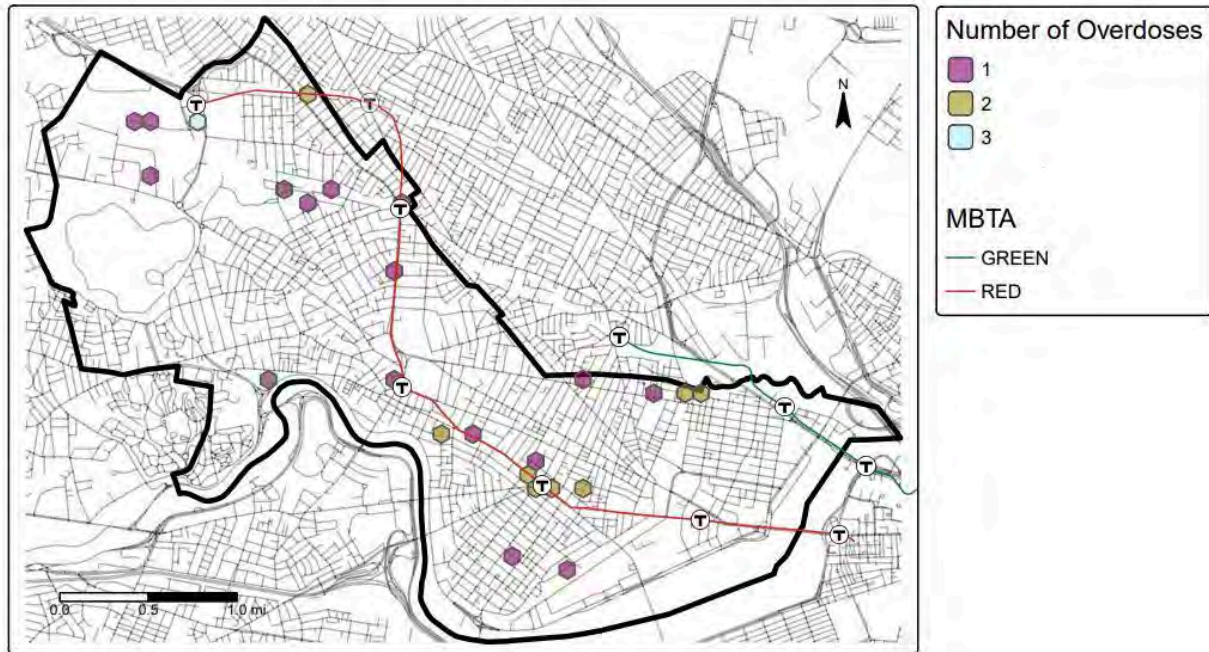 Number of Overdoses
1
2
3
MBTA
GREEN
RED
N
T
T
T
T
T
T
T
T
T
T
0.0 0.5 1.0 mi